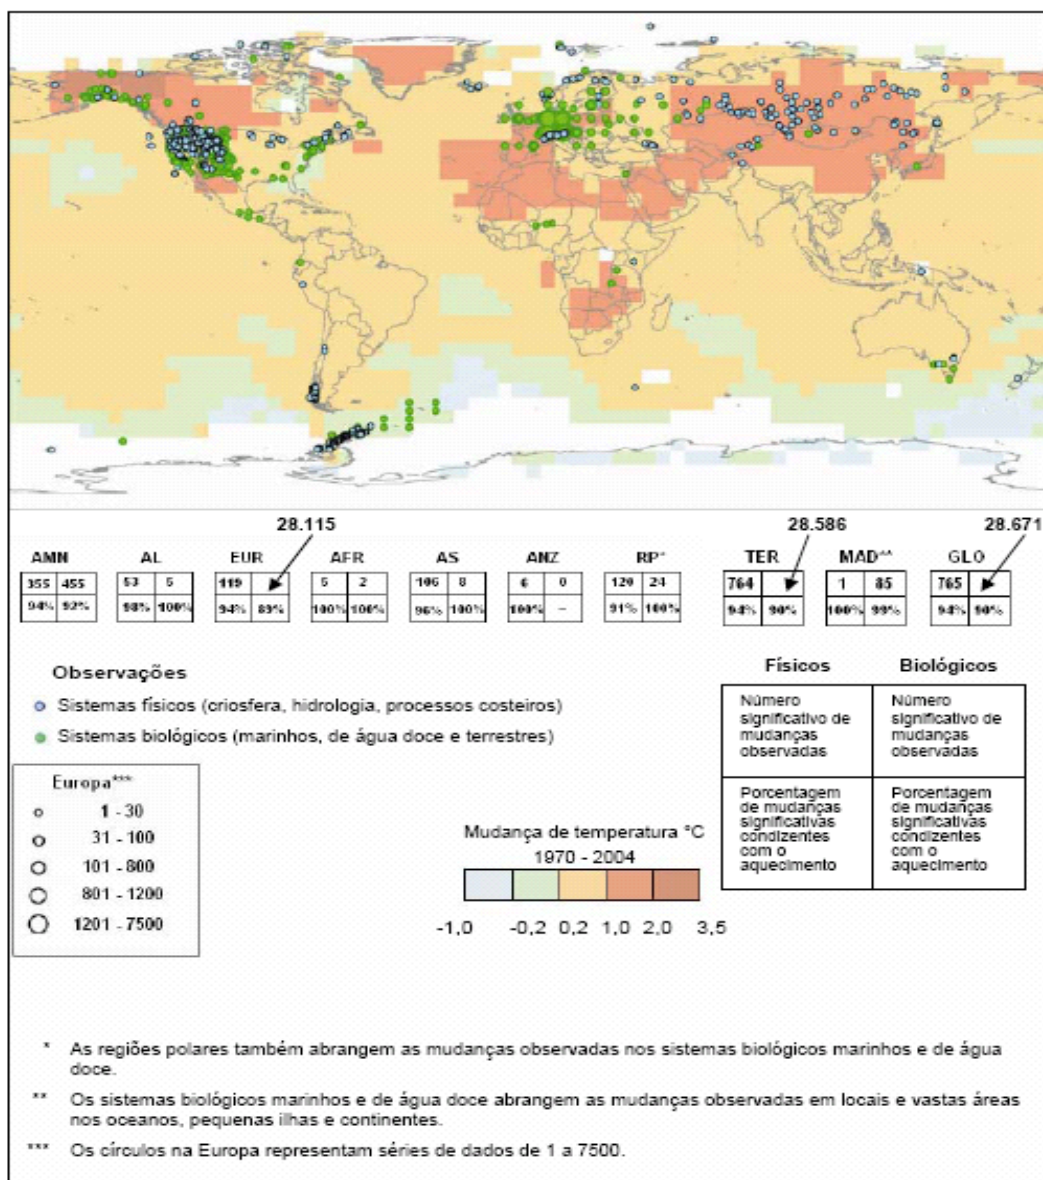 28.115 28.586 28.671
AMN AL EUR AFR AS ANZ RP* TER MAD** GLO
355 455 53 5 119 5 2 106 8 6 0 120 24 764 1 85 765
94% 92% 98% 100% 94% 89% 100% 100% 96% 100% 100% – 91% 100% 94% 90% 100% 99% 94% 90%
Observações
Sistemas físicos (criosfera, hidrologia, processos costeiros)
Sistemas biológicos (marinhos, de água doce e terrestres)
Europa***
1 - 30
31 - 100
101 - 800
801 - 1200
1201 - 7500
Mudança de temperatura °C
1970 - 2004
-1,0 -0,2 0,2 1,0 2,0 3,5
Físicos Biológicos
Número Número
significativo de significativo de
mudanças mudanças
observadas observadas
Porcentagem Porcentagem
de mudanças de mudanças
significativas significativas
condizentes condizentes
com o com o
aquecimento aquecimento
* As regiões polares também abrangem as mudanças observadas nos sistemas biológicos marinhos e de água
doce.
** Os sistemas biológicos marinhos e de água doce abrangem as mudanças observadas em locais e vastas áreas
nos oceanos, pequenas ilhas e continentes.
*** Os círculos na Europa representam séries de dados de 1 a 7500.